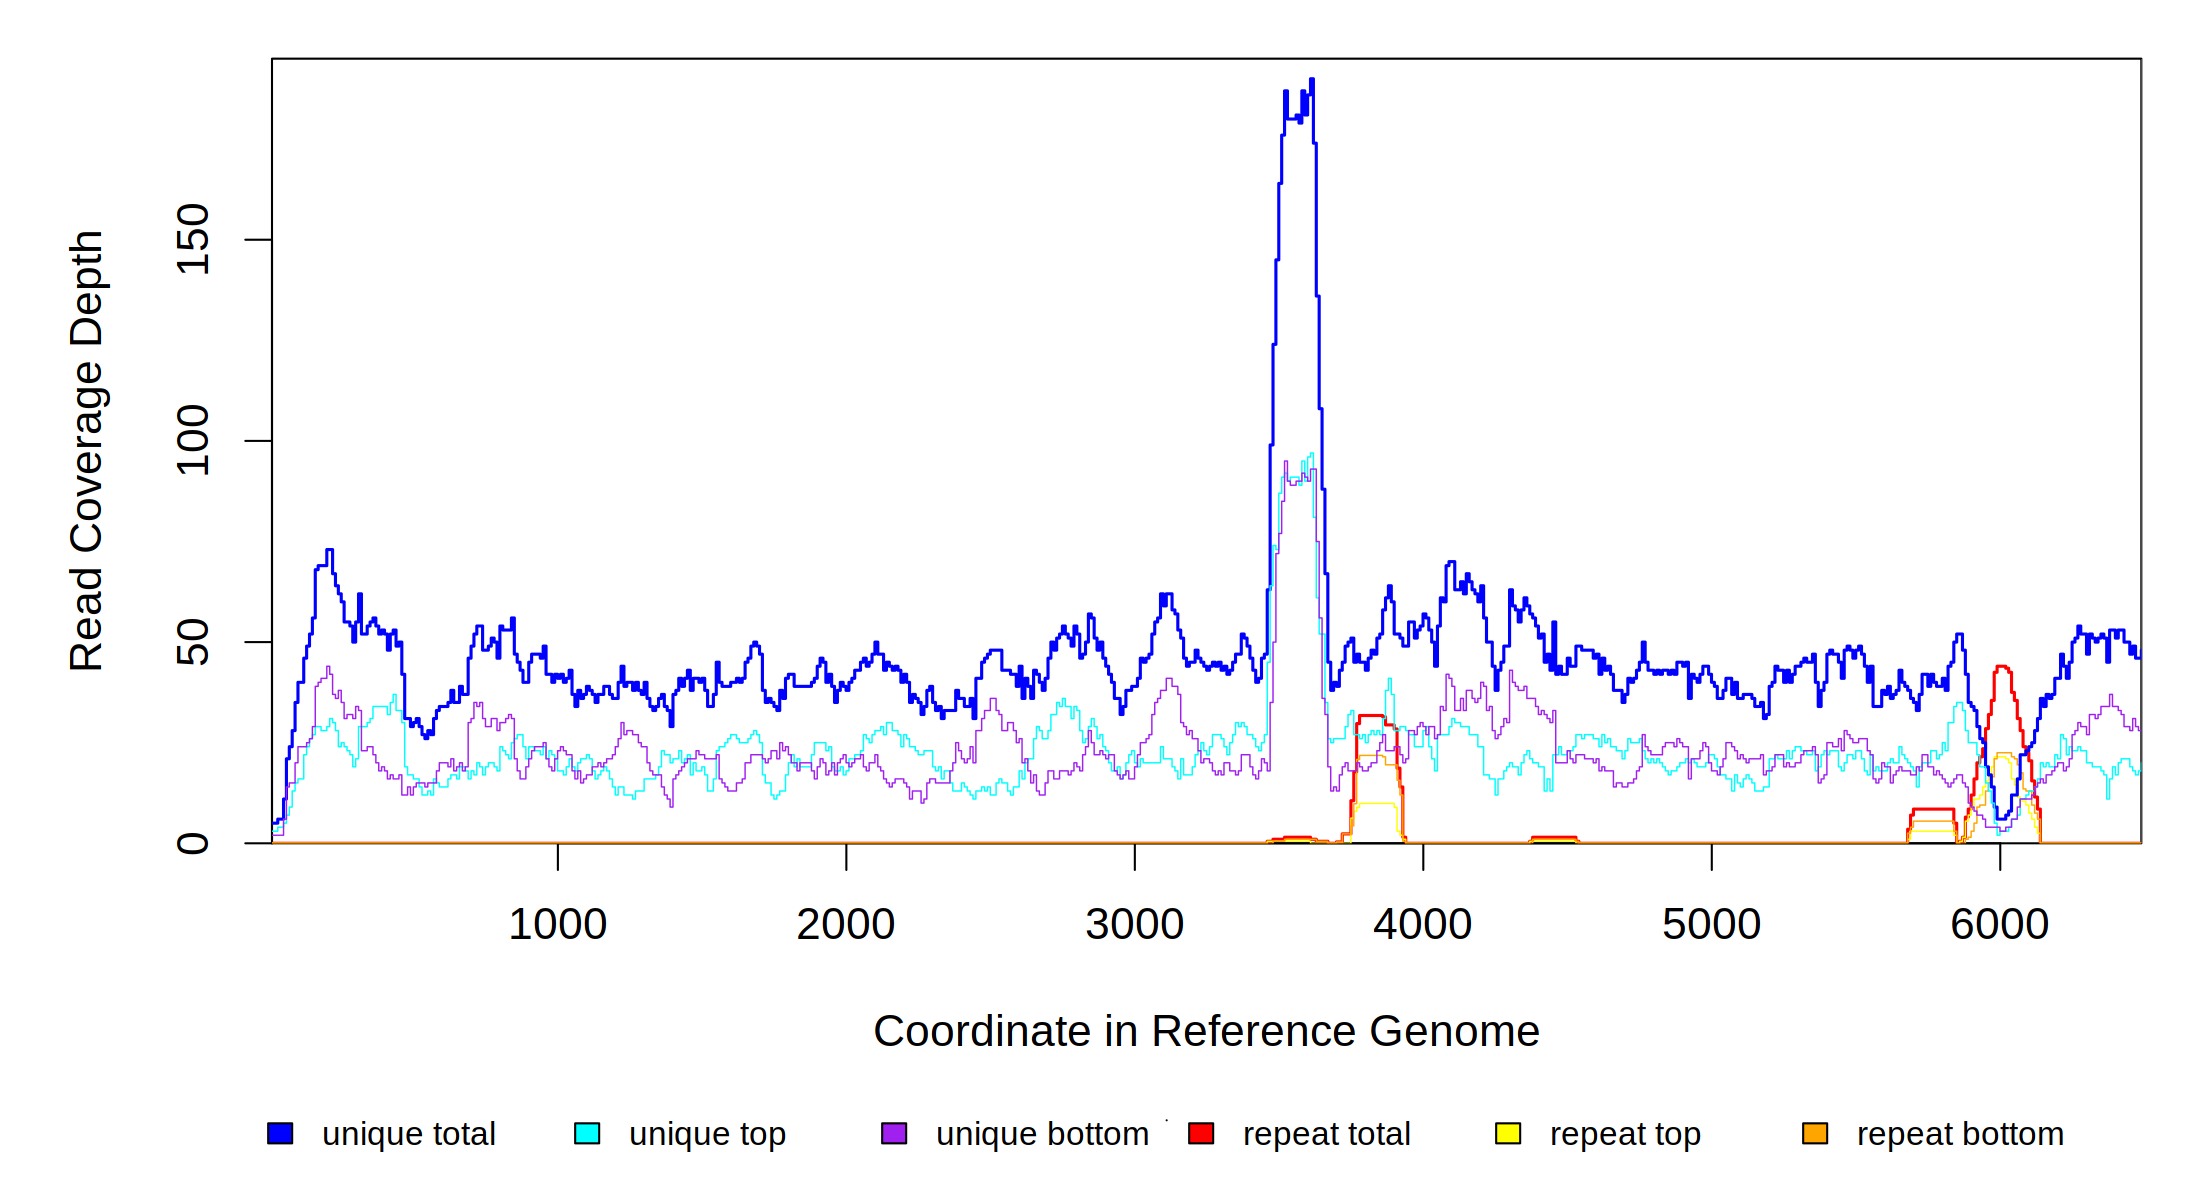 Read Coverage Depth
150
100
50
0
1000 2000 3000 4000 5000 6000
Coordinate in Reference Genome
unique total unique top unique bottom repeat total repeat top repeat bottom